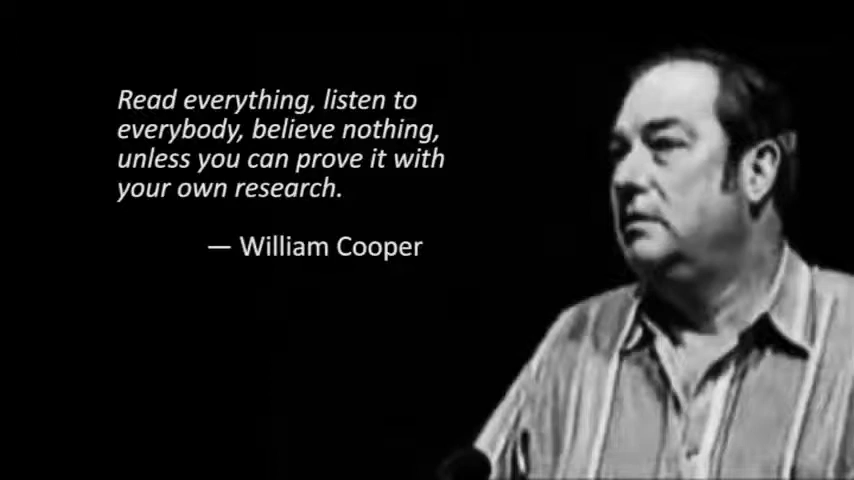 Read everything, listen to
everybody, believe nothing,
unless you can prove it with
your own research.
— William Cooper